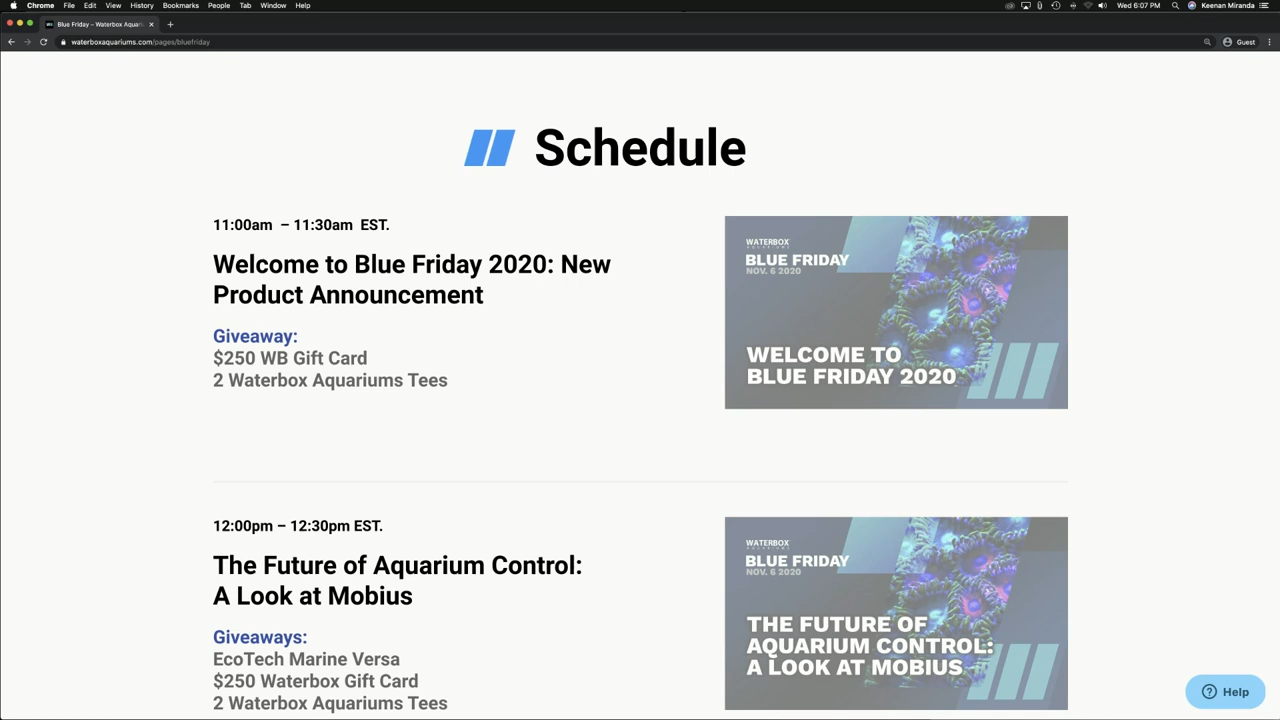 Chrome File Edit View History Bookmarks People Tab Window Help
Wed 6:07 PM Keenan Miranda
Blue Friday – Waterbox Aquari
waterboxaquariums.com/pages/bluefriday
Guest
Schedule
11:00am – 11:30am EST.
Welcome to Blue Friday 2020: New
Product Announcement
Giveaway:
$250 WB Gift Card
2 Waterbox Aquariums Tees
WATERBOX
AQUARIUMS
BLUE FRIDAY
NOV. 6 2020
WELCOME TO
BLUE FRIDAY 2020
12:00pm – 12:30pm EST.
The Future of Aquarium Control:
A Look at Mobius
Giveaways:
EcoTech Marine Versa
$250 Waterbox Gift Card
2 Waterbox Aquariums Tees
WATERBOX
AQUARIUMS
BLUE FRIDAY
NOV. 6 2020
THE FUTURE OF
AQUARIUM CONTROL:
A LOOK AT MOBIUS
Help